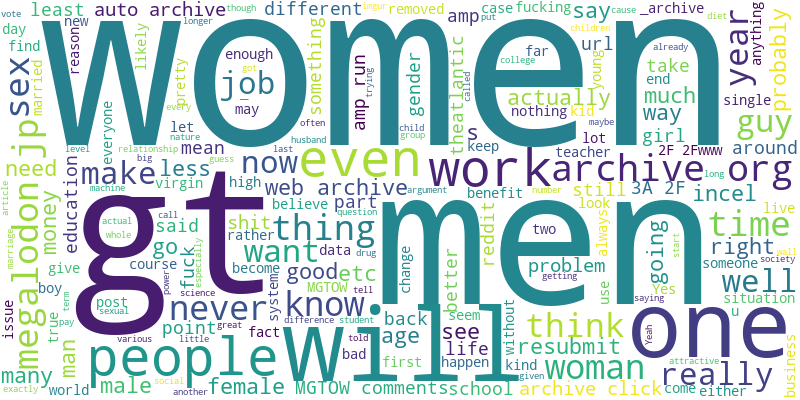 vote least auto archive different amp case fucking say _archive though diet cause url
new removed imgur put children already
day find reason likely pretty
women
enough job something amp run
may gender theatlantic far end take anything
year probably young called college
sex married every got trying
megalodon jp everyone let mean
actually much way single
nothing kid girl guy
need make less now even
often child group maybe s keep lot teacher 2F 2Fwww around
husband last nature guess
level relationship big
work archive org
money education virgin high web archive believe part argument benefit number still 3A 2F incel long
article machine actual call shit rather thing
gt men
said go fuck want data become question drug
reddit look always two time live
marriage whole especially power science
give course system good etc change problem going right someone well
boy post sexual MGTOW tell better getting use start wall society
issue true pay term never know
saying Yes situation u
man point fact difference student great seem without think one
various little told back age see
people will bad first life happen kind resubmit woman really
many world male Yeah attractive business
exactly social another female MGTOW comments given school archive click come either